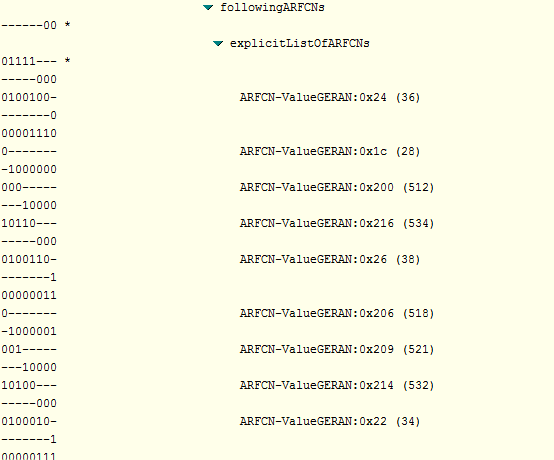 followingARFCNs
------00 *
explicitListOfARFCNs
01111--- *
-----000
0100100- ARFCN-ValueGERAN:0x24 (36)
-------0
00001110
0------- ARFCN-ValueGERAN:0x1c (28)
-1000000
000----- ARFCN-ValueGERAN:0x200 (512)
---10000
10110--- ARFCN-ValueGERAN:0x216 (534)
-----000
0100110- ARFCN-ValueGERAN:0x26 (38)
-------1
00000011
0------- ARFCN-ValueGERAN:0x206 (518)
-1000001
001----- ARFCN-ValueGERAN:0x209 (521)
---10000
10100--- ARFCN-ValueGERAN:0x214 (532)
-----000
0100010- ARFCN-ValueGERAN:0x22 (34)
-------1
00000111